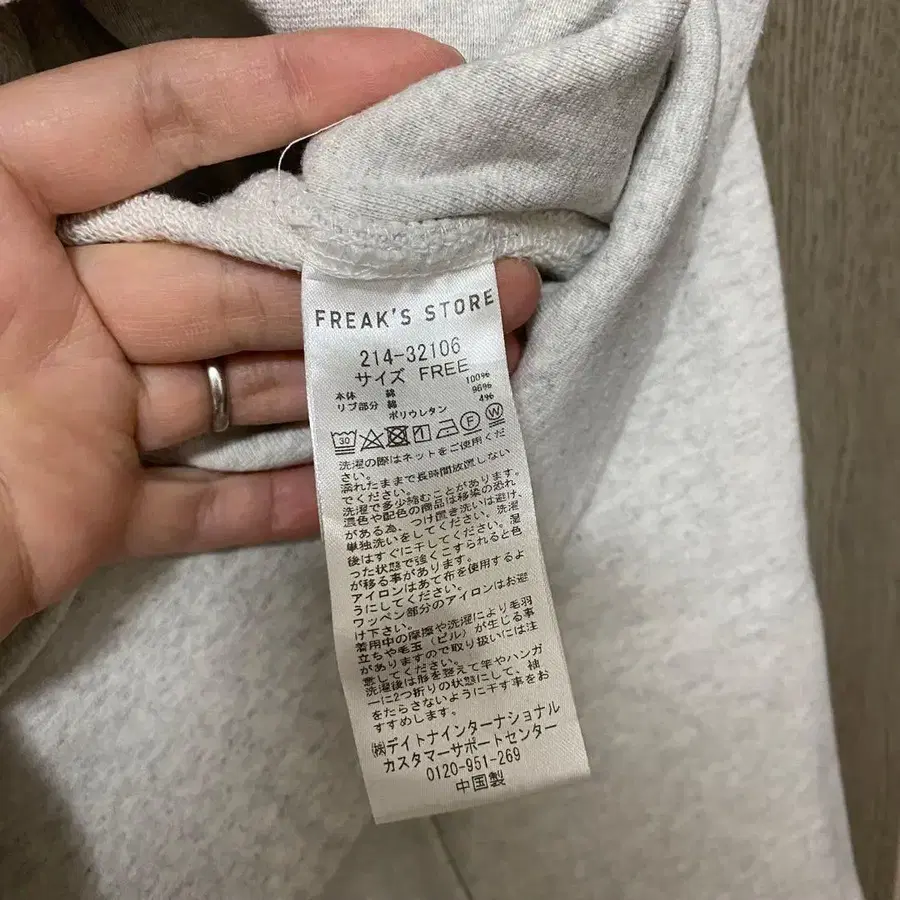 FREAK'S STORE
214-32106
サイズ FREE
本体 綿 100%
リブ部分 綿 96%
ポリウレタン 4%
30
洗濯の際はネットをご使用くだ
さい。
濡れたままで長時間放置しない
でください。
洗濯で多少縮むことがあります。
濃色や配色の商品は移染の恐れ
がある為、つけ置き洗いは避け、
単独洗いをしてください。洗濯
後はすぐに干してください。湿
った状態で強くこすられると色
が移る事があります。
アイロンはあて布を使用するよ
うにしてください。
ワッペン部分のアイロンはお避
け下さい。
着用中の摩擦や洗濯により毛羽
立ちや毛玉(ピル)が生じる事
がありますので取り扱いには注
意してください。
洗濯後は形を整えて竿やハンガ
ーに2つ折りの状態にして、袖
をたらさないように干す事をお
すすめします。
㈱デイトナインターナショナル
カスタマーサポートセンター
0120-951-269
中国製